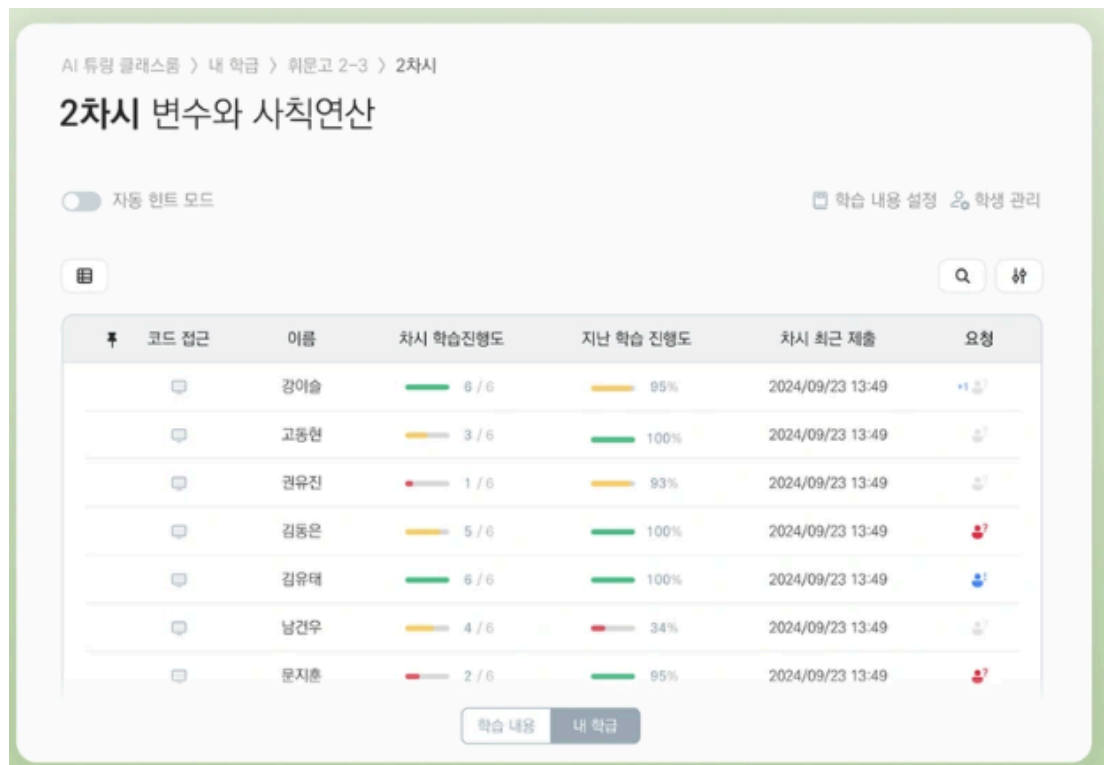 AI 튜링 클래스룸 〉 내 학급 〉 휘문고 2-3 〉 2차시
2차시 변수와 사칙연산
자동 힌트 모드
학습 내용 설정 학생 관리
코드 접근 이름 차시 학습진행도 지난 학습 진행도 차시 최근 제출 요청
강이슬 6 / 6 95% 2024/09/23 13:49 +1
고동현 3 / 6 100% 2024/09/23 13:49
권유진 1 / 6 93% 2024/09/23 13:49
김동은 5 / 6 100% 2024/09/23 13:49
김유태 6 / 6 100% 2024/09/23 13:49
남건우 4 / 6 34% 2024/09/23 13:49
문지훈 2 / 6 95% 2024/09/23 13:49
학습 내용 내 학급